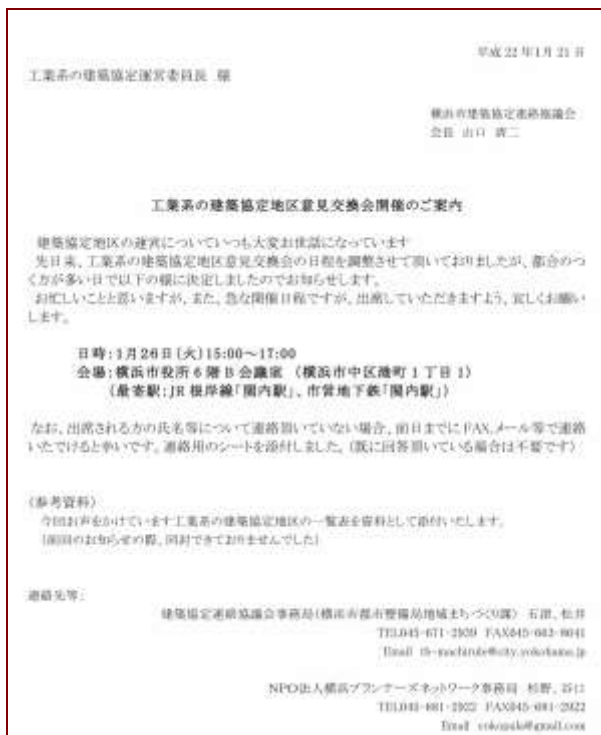 平成22年1月21日
工業系の建築協定運営委員長 様
横浜市建築協定連絡協議会
会長 山口
工業系の建築協定地区意見交換会開催のご案内
建築協定地区の運営についていつも大変お世話になっています
先日来、工業系の建築協定地区意見交換会の日程を調整させて頂いておりましたが、都合のつ
く方が多い日で以下の様に決定しましたのでお知らせします。
お忙しいことと思いますが、また、急な開催日程ですが、出席していただきますよう、宜しくお願い
します。
日時:1月26日(火)15:00~17:00
会場:横浜市役所6階B会議室 (横浜市中区港町1丁目1)
(最寄駅:JR根岸線「関内駅」、市営地下鉄「関内駅」)
なお、出席される方の氏名等について連絡頂いていない場合、前日までにFAX、メール等で連絡
いたでけると幸いです。連絡用のシートを添付しました。(既に回答頂いている場合は不要です)
(参考資料)
今回お声をかけています工業系の建築協定地区の一覧表を資料として添付いたします。
(前回のお知らせの際、同封できておりませんでした)
連絡先等:
建築協定連絡協議会事務局(横浜市都市整備局地域まちづくり課) 石津、松井
TEL045-671-2939 FAX045-663-8641
Email
NPO法人横浜プランナーズネットワーク事務局 杉野、谷口
TEL045-681-2922 FAX045-681-2922
Email